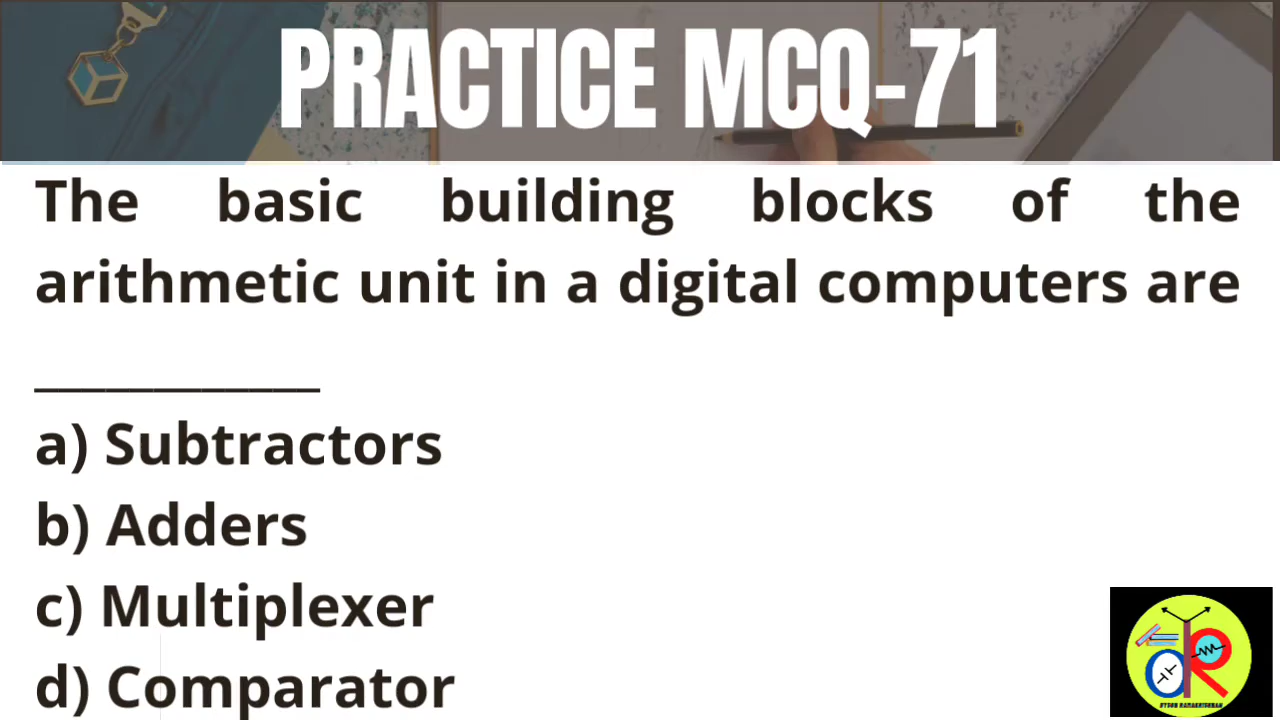 PRACTICE MCQ-71
The basic building blocks of the
arithmetic unit in a digital computers are
____________
a) Subtractors
b) Adders
c) Multiplexer
d) Comparator